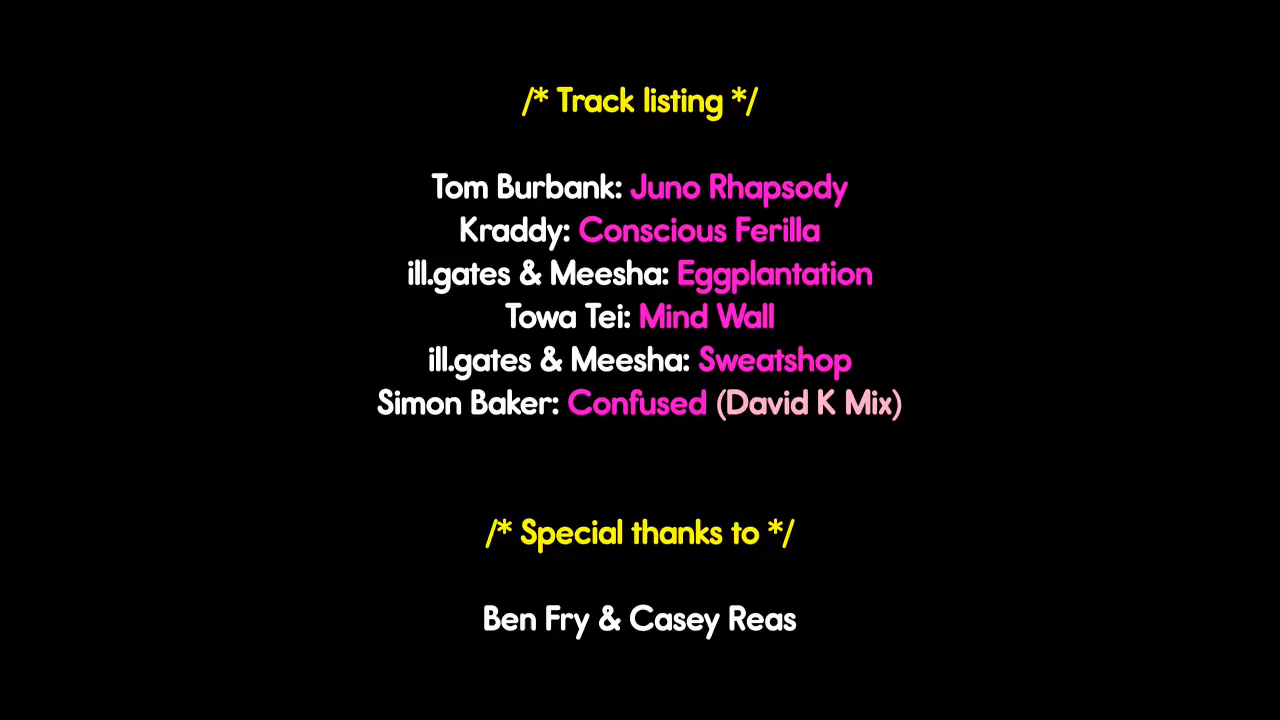 /* Track listing */
Tom Burbank: Juno Rhapsody
Kraddy: Conscious Ferilla
ill.gates & Meesha: Eggplantation
Towa Tei: Mind Wall
ill.gates & Meesha: Sweatshop
Simon Baker: Confused (David K Mix)
/* Special thanks to */
Ben Fry & Casey Reas